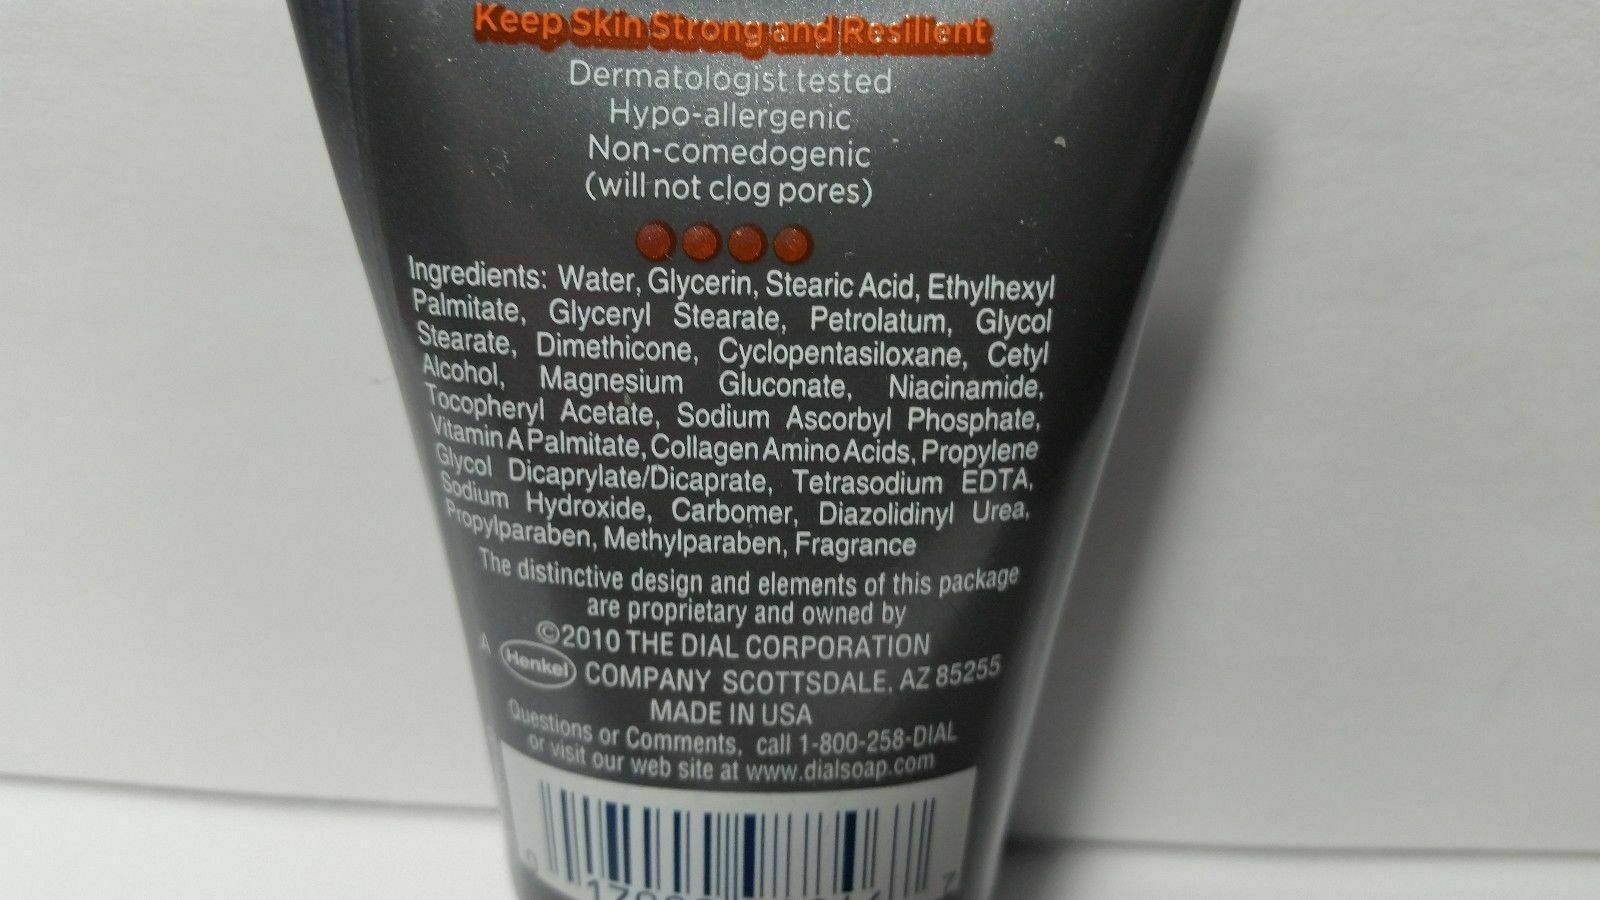 Keep Skin Strong and Resilient
Dermatologist tested
Hypo-allergenic
Non-comedogenic
(will not clog pores)
Ingredients: Water, Glycerin, Stearic Acid, Ethylhexyl
Palmitate, Glyceryl Stearate, Petrolatum, Glycol
Stearate, Dimethicone, Cyclopentasiloxane, Cetyl
Alcohol, Magnesium Gluconate, Niacinamide,
Tocopheryl Acetate, Sodium Ascorbyl Phosphate,
Vitamin A Palmitate, Collagen Amino Acids, Propylene
Glycol Dicaprylate/Dicaprate, Tetrasodium EDTA,
Sodium Hydroxide, Carbomer, Diazolidinyl Urea,
Propylparaben, Methylparaben, Fragrance
The distinctive design and elements of this package
are proprietary and owned by
©2010 THE DIAL CORPORATION
A Henkel COMPANY SCOTTSDALE, AZ 85255
MADE IN USA
Questions or Comments, call 1-800-258-DIAL
or visit our web site at www.dialsoap.com